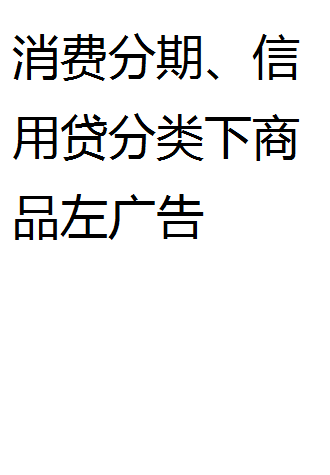 消费分期、信
用贷分类下商
品左广告